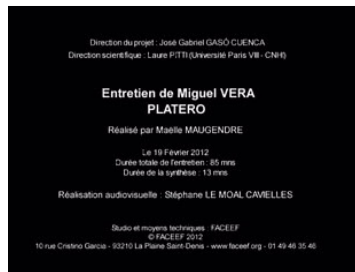 Direction du projet : José Gabriel GASÓ CUENCA
Direction scientifique : Laure PITTI (Université Paris VIII - CNHI)
Entretien de Miguel VERA
PLATERO
Réalisé par Maëlle MAUGENDRE
Le 19 Février 2012
Durée totale de l'entretien : 85 mns
Durée de la synthèse : 13 mns
Réalisation audiovisuelle : Stéphane LE MOAL CAVIELLES
Studio et moyens techniques : FACEEF
© FACEEF 2012
10 rue Cristino Garcia - 93210 La Plaine Saint-Denis - www.faceef.org - 01 49 46 35 46